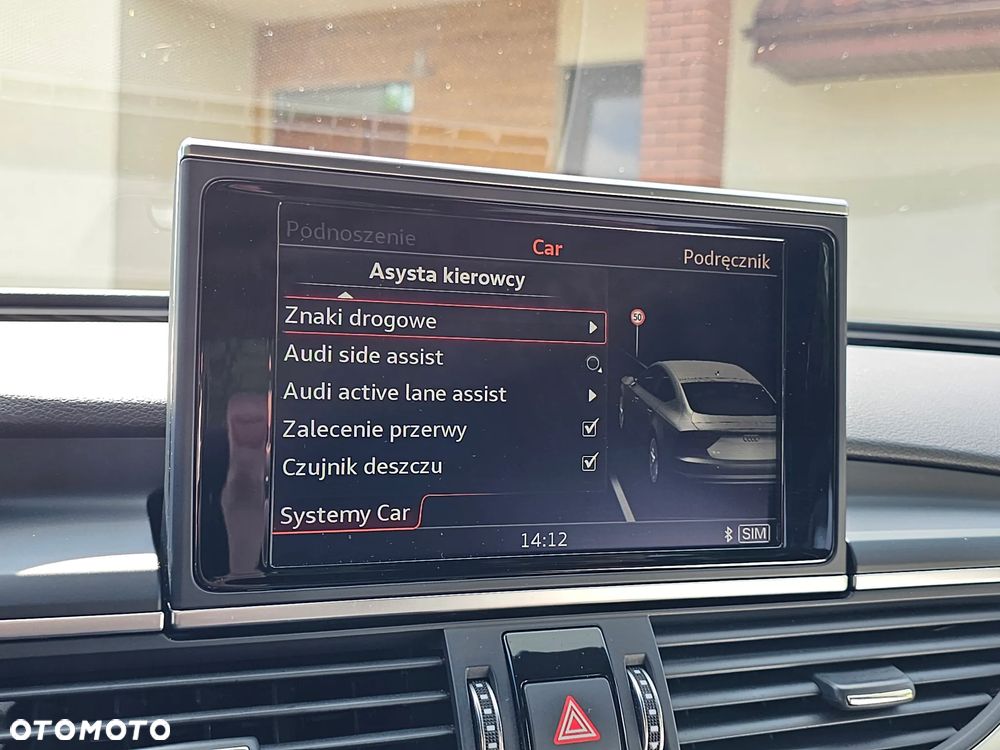 Podnoszenie
Car
Podręcznik
Asysta kierowcy
Znaki drogowe
50
Audi side assist
Audi active lane assist
Zalecenie przerwy
Czujnik deszczu
Systemy Car
14:12
SIM
OTOMOTO